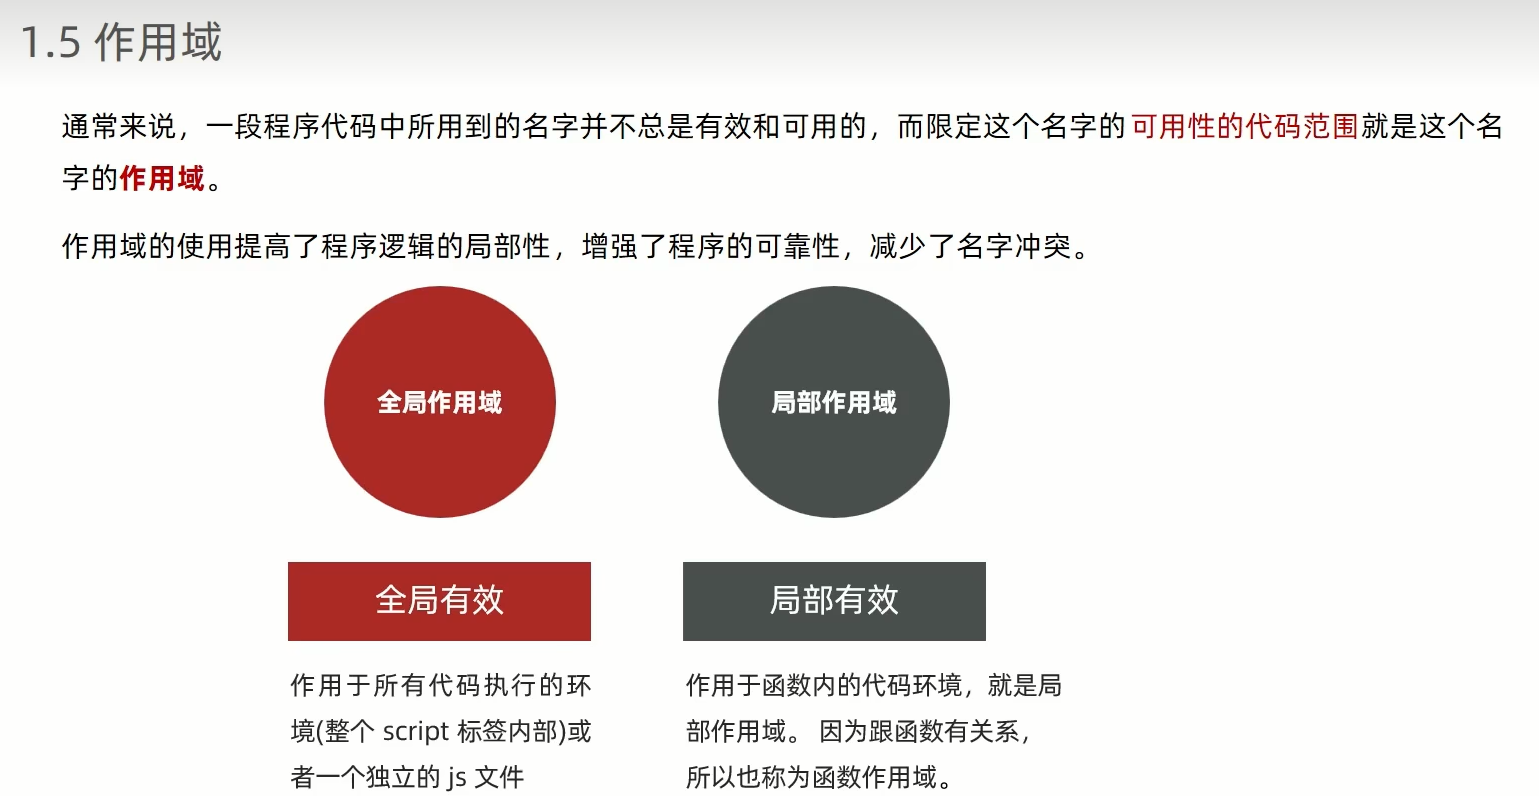 1.5 作用域
通常来说，一段程序代码中所用到的名字并不总是有效和可用的，而限定这个名字的可用性的代码范围就是这个名
字的作用域。
作用域的使用提高了程序逻辑的局部性，增强了程序的可靠性，减少了名字冲突。
全局作用域
局部作用域
全局有效
局部有效
作用于所有代码执行的环
境(整个 script 标签内部)或
者一个独立的 js 文件
作用于函数内的代码环境，就是局
部作用域。 因为跟函数有关系，
所以也称为函数作用域。